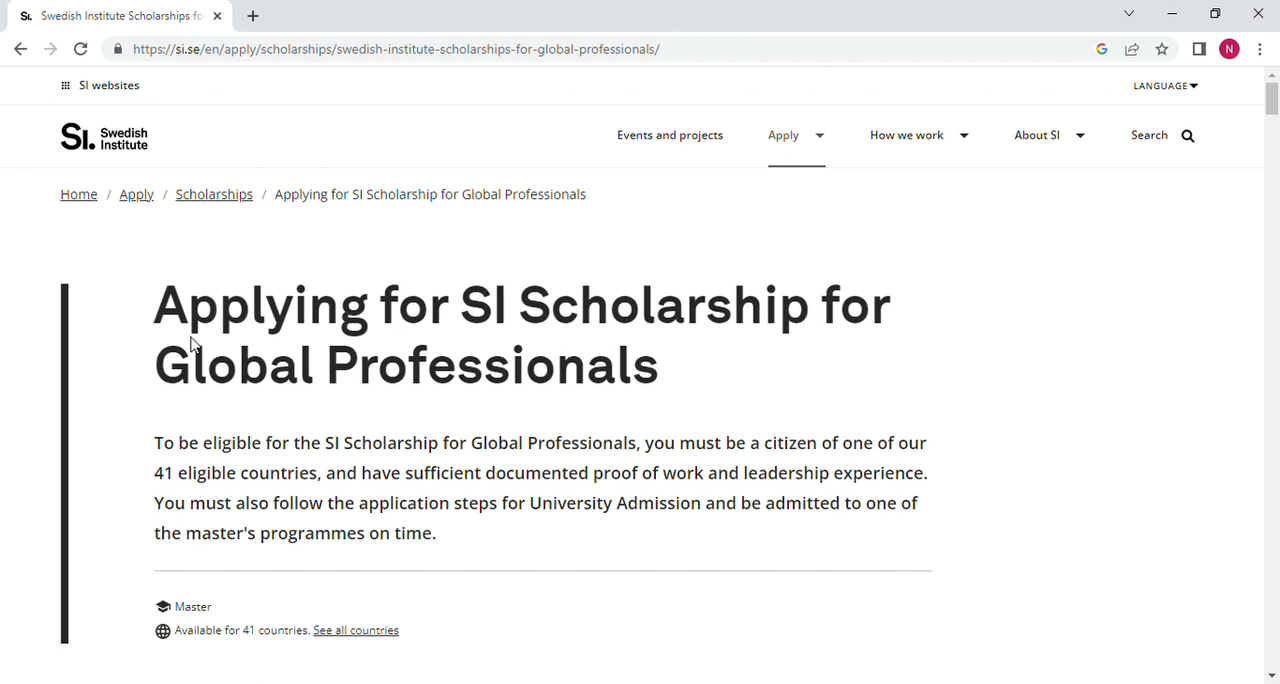 SI. Swedish Institute Scholarships fo
https://si.se/en/apply/scholarships/swedish-institute-scholarships-for-global-professionals/
N
SI websites
LANGUAGE
SI. Swedish Institute
Events and projects
Apply
How we work
About SI
Search
Home / Apply / Scholarships / Applying for SI Scholarship for Global Professionals
Applying for SI Scholarship for
Global Professionals
To be eligible for the SI Scholarship for Global Professionals, you must be a citizen of one of our
41 eligible countries, and have sufficient documented proof of work and leadership experience.
You must also follow the application steps for University Admission and be admitted to one of
the master's programmes on time.
Master
Available for 41 countries. See all countries